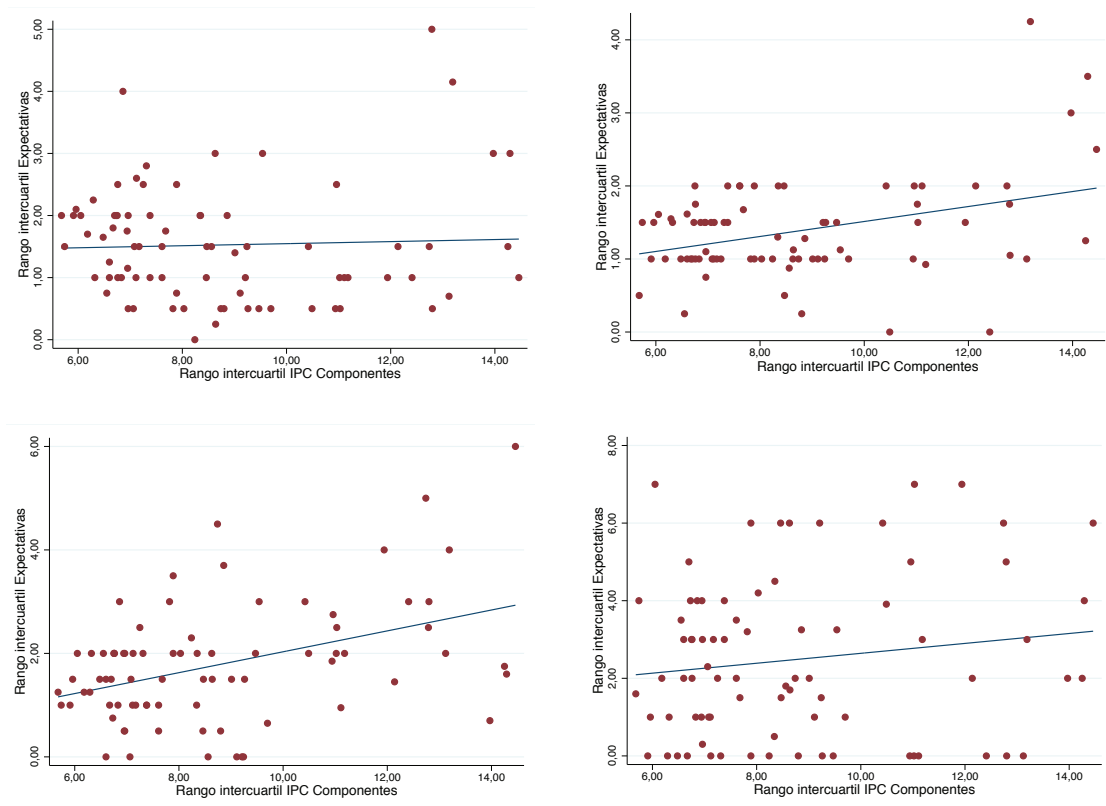 Rango intercuartil Expectativas
5,00
4,00
3,00
2,00
1,00
0,00
6,00 8,00 10,00 12,00 14,00
Rango intercuartil IPC Componentes
Rango intercuartil Expectativas
4,00
3,00
2,00
1,00
0,00
6,00 8,00 10,00 12,00 14,00
Rango intercuartil IPC Componentes
Rango intercuartil Expectativas
6,00
4,00
2,00
0,00
6,00 8,00 10,00 12,00 14,00
Rango intercuartil IPC Componentes
Rango intercuartil Expectativas
8,00
6,00
4,00
2,00
0,00
6,00 8,00 10,00 12,00 14,00
Rango intercuartil IPC Componentes